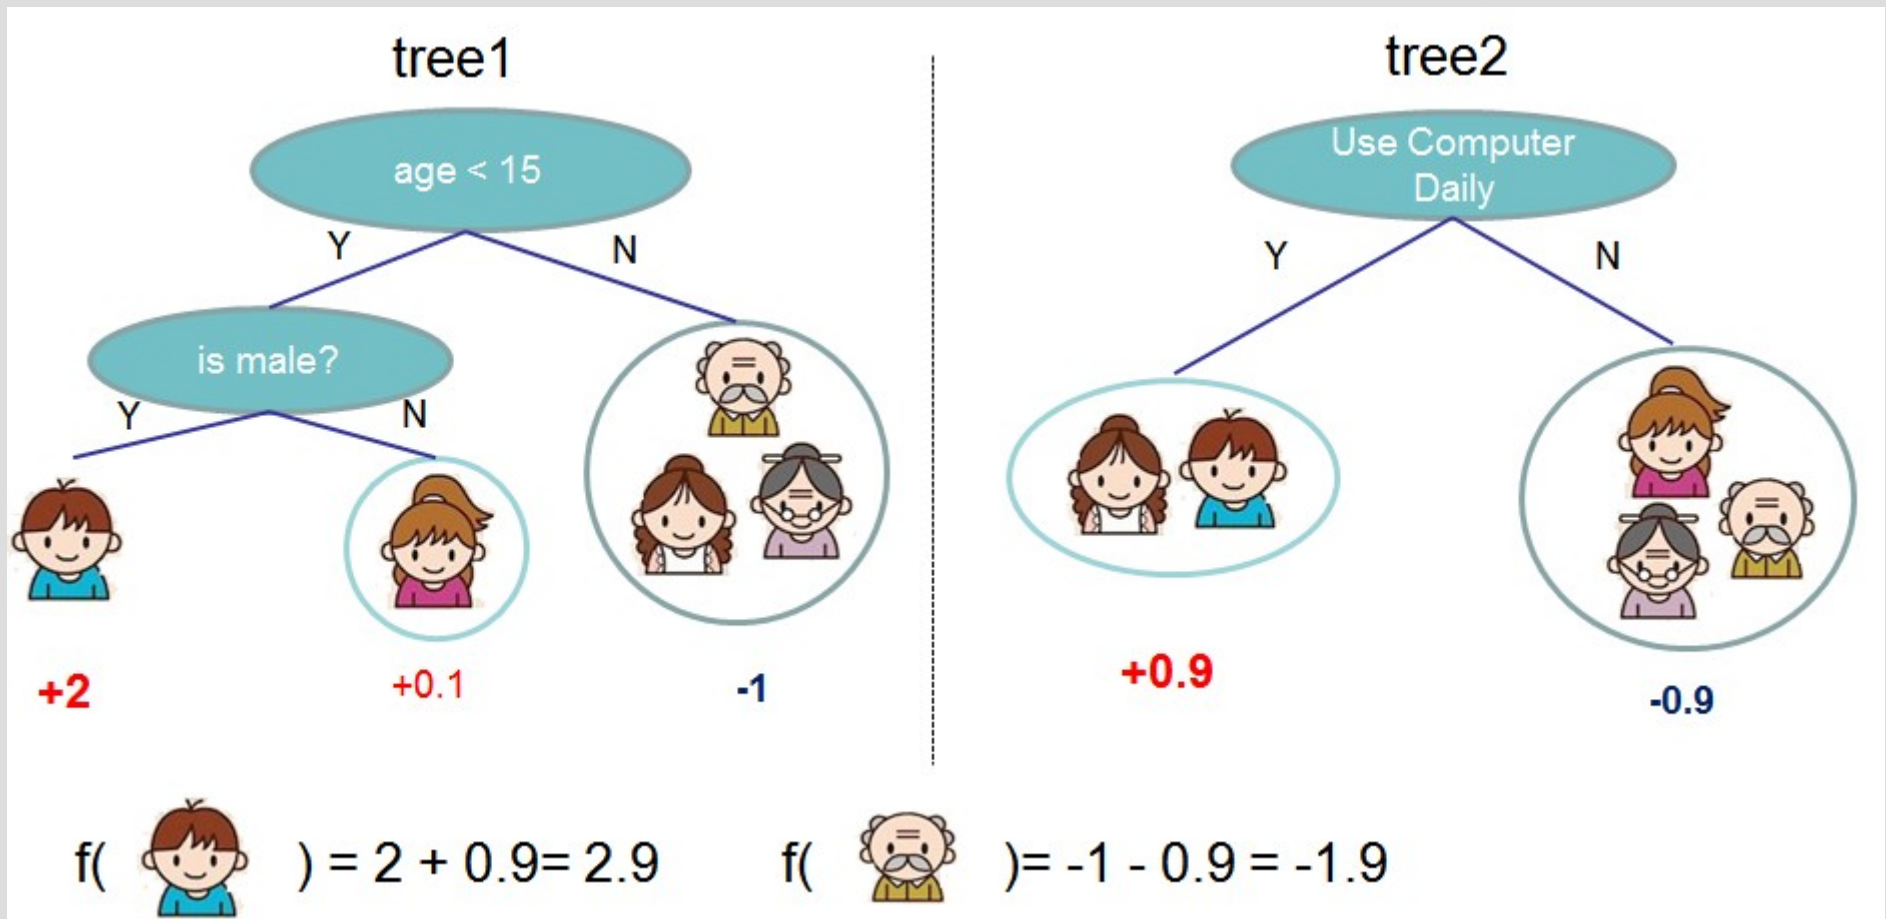 tree1
age < 15
Y
N
is male?
Y
N
+2
+0.1
-1
tree2
Use Computer
Daily
Y
N
+0.9
-0.9
f( ) = 2 + 0.9= 2.9
f( )= -1 - 0.9 = -1.9